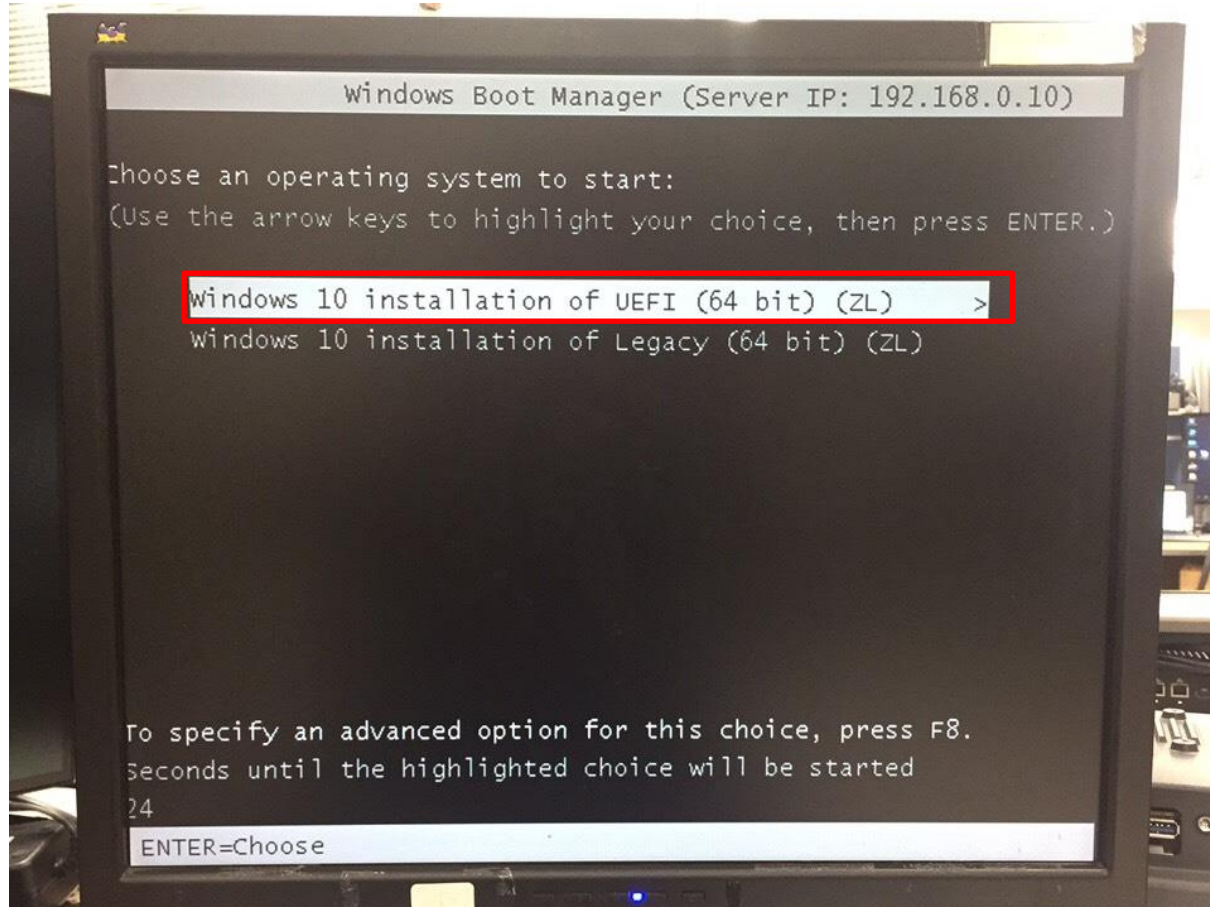 Windows Boot Manager (Server IP: 192.168.0.10)
Choose an operating system to start:
(Use the arrow keys to highlight your choice, then press ENTER.)
Windows 10 installation of UEFI (64 bit) (ZL) >
Windows 10 installation of Legacy (64 bit) (ZL)
To specify an advanced option for this choice, press F8.
Seconds until the highlighted choice will be started
24
ENTER=Choose